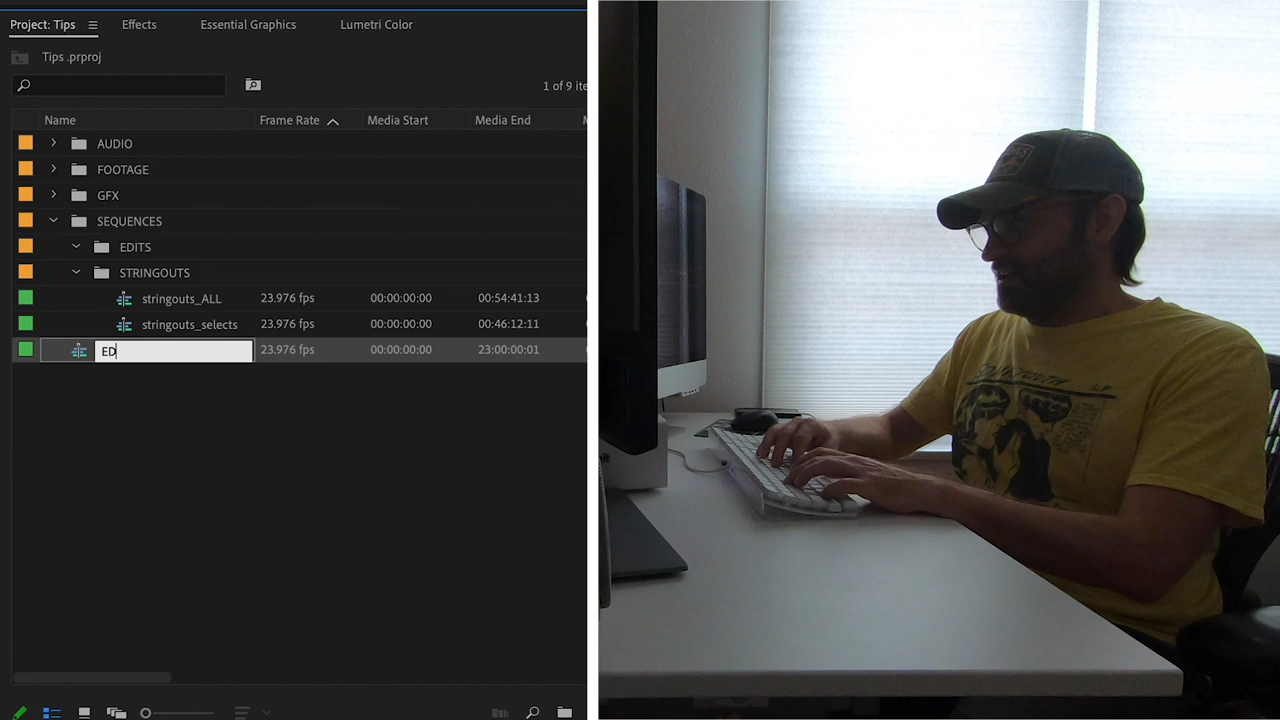 Project: Tips Effects Essential Graphics Lumetri Color
Tips .prproj
1 of 9 ite
Name Frame Rate Media Start Media End
AUDIO
FOOTAGE
GFX
SEQUENCES
EDITS
STRINGOUTS
stringouts_ALL 23.976 fps 00:00:00:00 00:54:41:13
stringouts_selects 23.976 fps 00:00:00:00 00:46:12:11
ED 23.976 fps 00:00:00:00 23:00:00:01